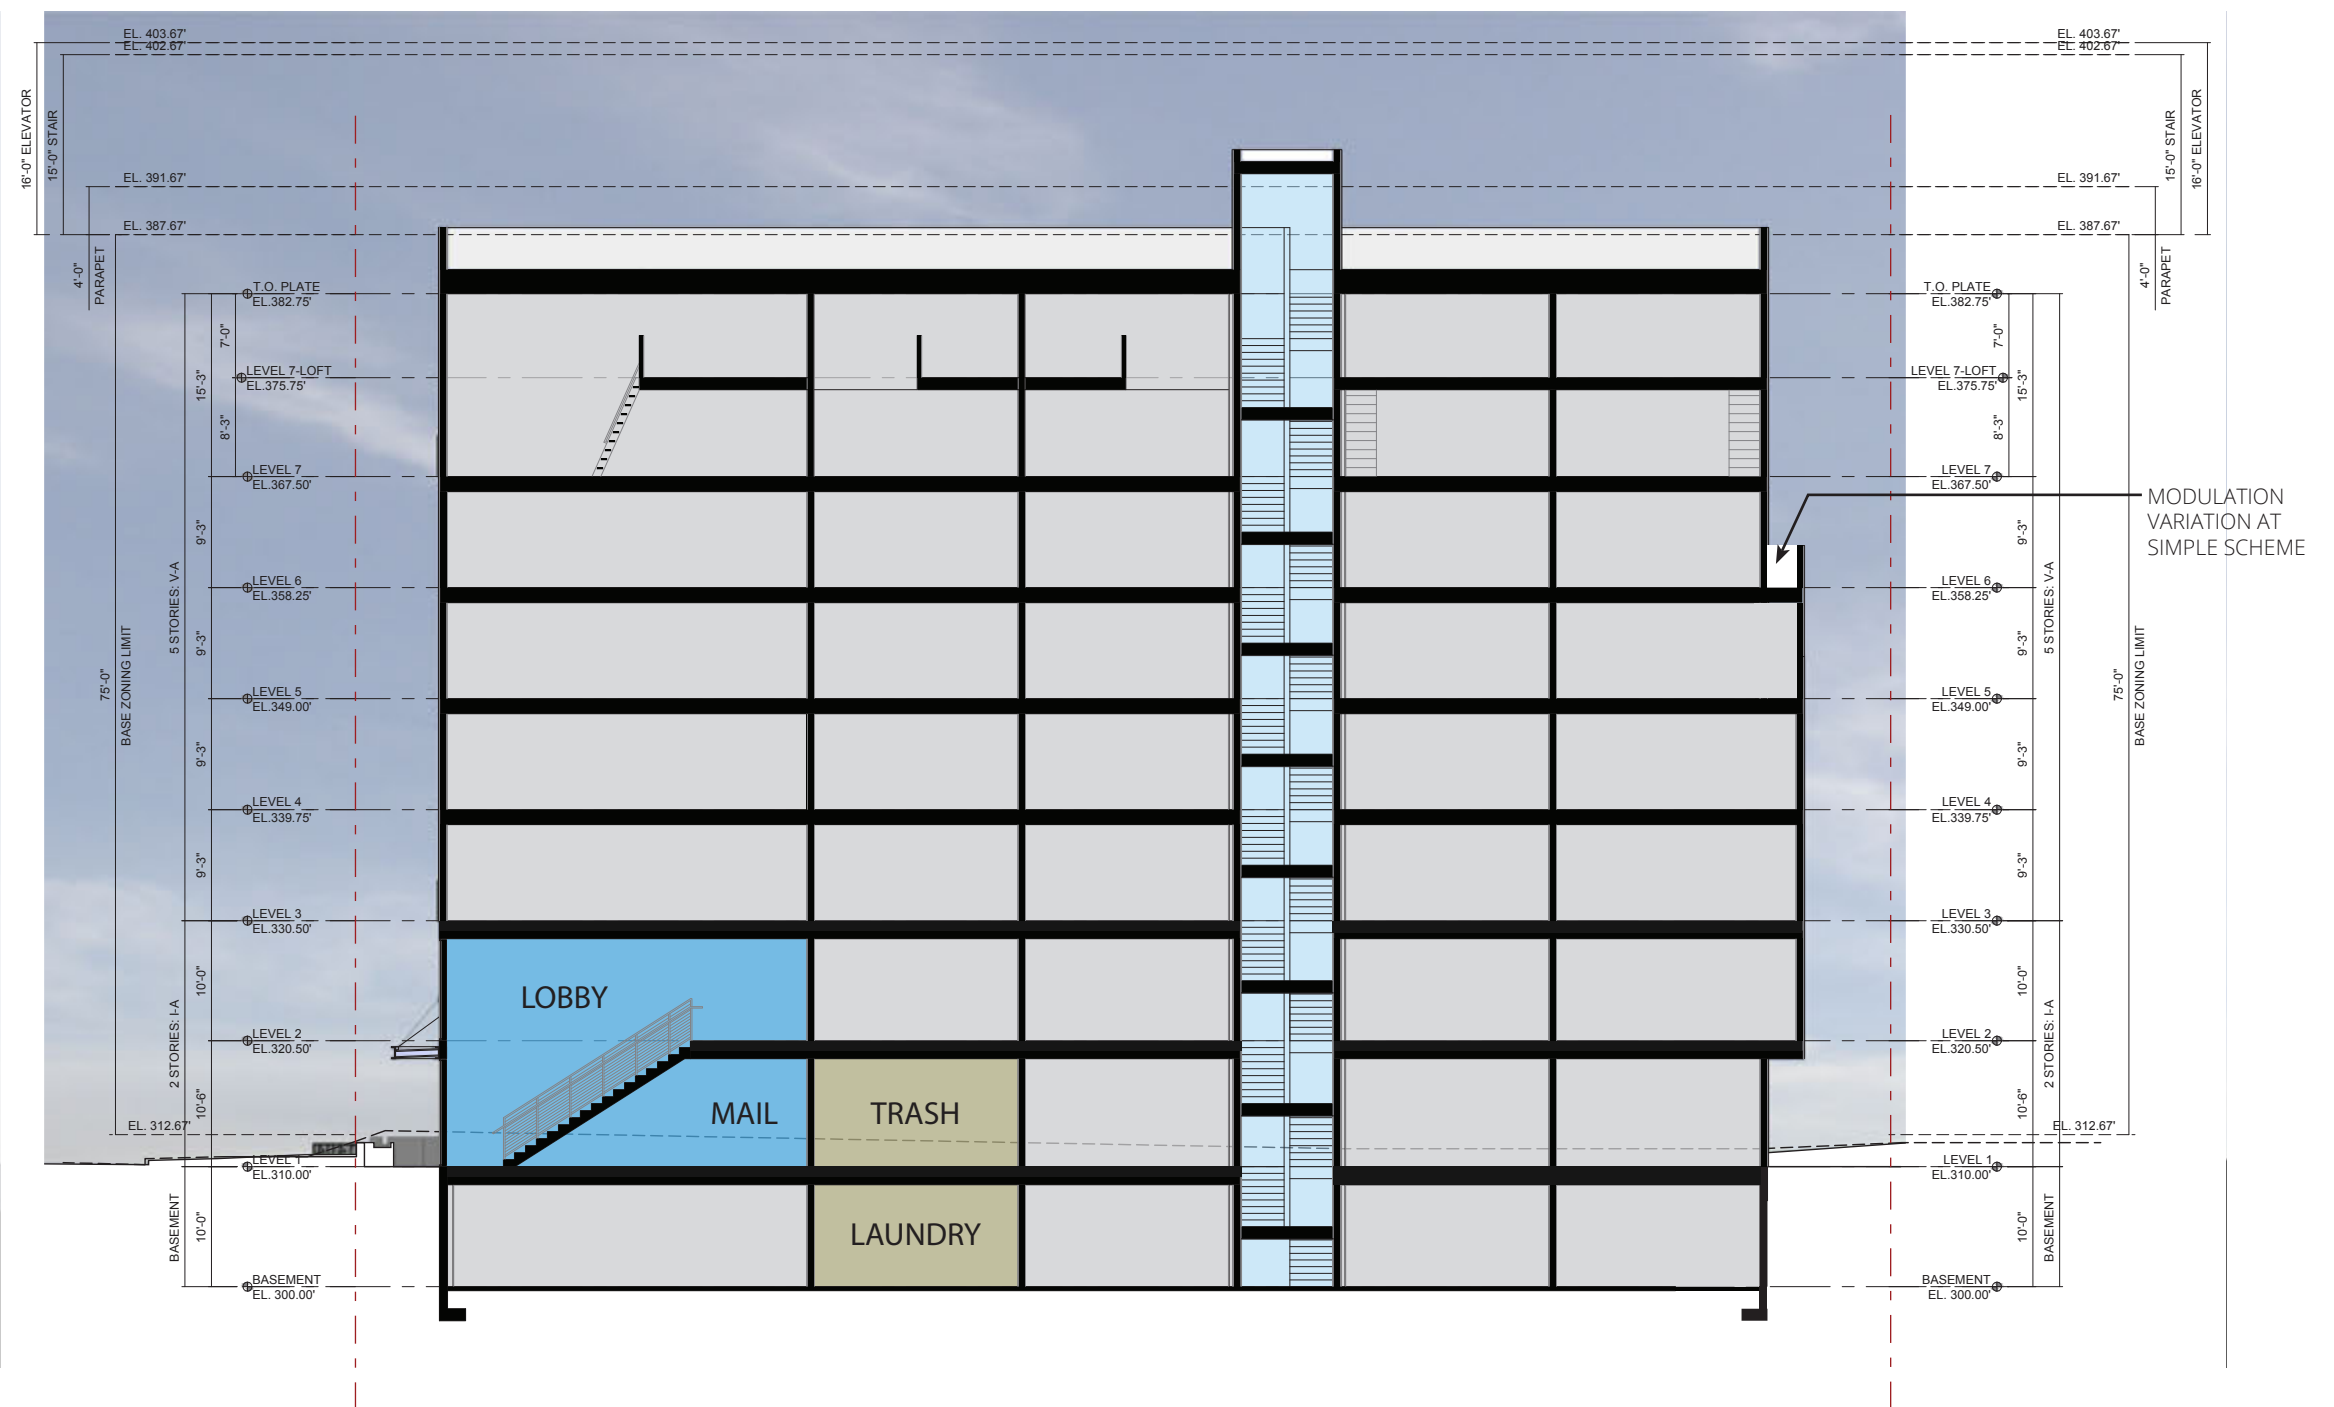 EL. 403.67'
EL. 402.67'
16'-0" ELEVATOR
15'-0" STAIR
EL. 391.67'
EL. 387.67'
4'-0"
PARAPET
T.O. PLATE
EL.382.75'
7'-0"
LEVEL 7-LOFT
EL.375.75'
15'-3"
8'-3"
LEVEL 7
EL.367.50'
9'-3"
5 STORIES: V-A
LEVEL 6
EL.358.25'
9'-3"
75'-0"
BASE ZONING LIMIT
LEVEL 5
EL.349.00'
9'-3"
LEVEL 4
EL.339.75'
9'-3"
LEVEL 3
EL.330.50'
10'-0"
2 STORIES: I-A
LEVEL 2
EL.320.50'
10'-6"
EL. 312.67'
LEVEL 1
EL.310.00'
BASEMENT
10'-0"
BASEMENT
EL. 300.00'
LOBBY
MAIL
TRASH
LAUNDRY
EL. 403.67'
EL. 402.67'
15'-0" STAIR
16'-0" ELEVATOR
EL. 391.67'
EL. 387.67'
4'-0"
PARAPET
T.O. PLATE
EL.382.75'
7'-0"
LEVEL 7-LOFT
EL.375.75'
15'-3"
8'-3"
LEVEL 7
EL.367.50'
MODULATION
VARIATION AT
SIMPLE SCHEME
9'-3"
5 STORIES: V-A
LEVEL 6
EL.358.25'
9'-3"
75'-0"
BASE ZONING LIMIT
LEVEL 5
EL.349.00'
9'-3"
LEVEL 4
EL.339.75'
9'-3"
LEVEL 3
EL.330.50'
10'-0"
2 STORIES: I-A
LEVEL 2
EL.320.50'
10'-6"
EL. 312.67'
LEVEL 1
EL.310.00'
10'-0"
BASEMENT
BASEMENT
EL. 300.00'